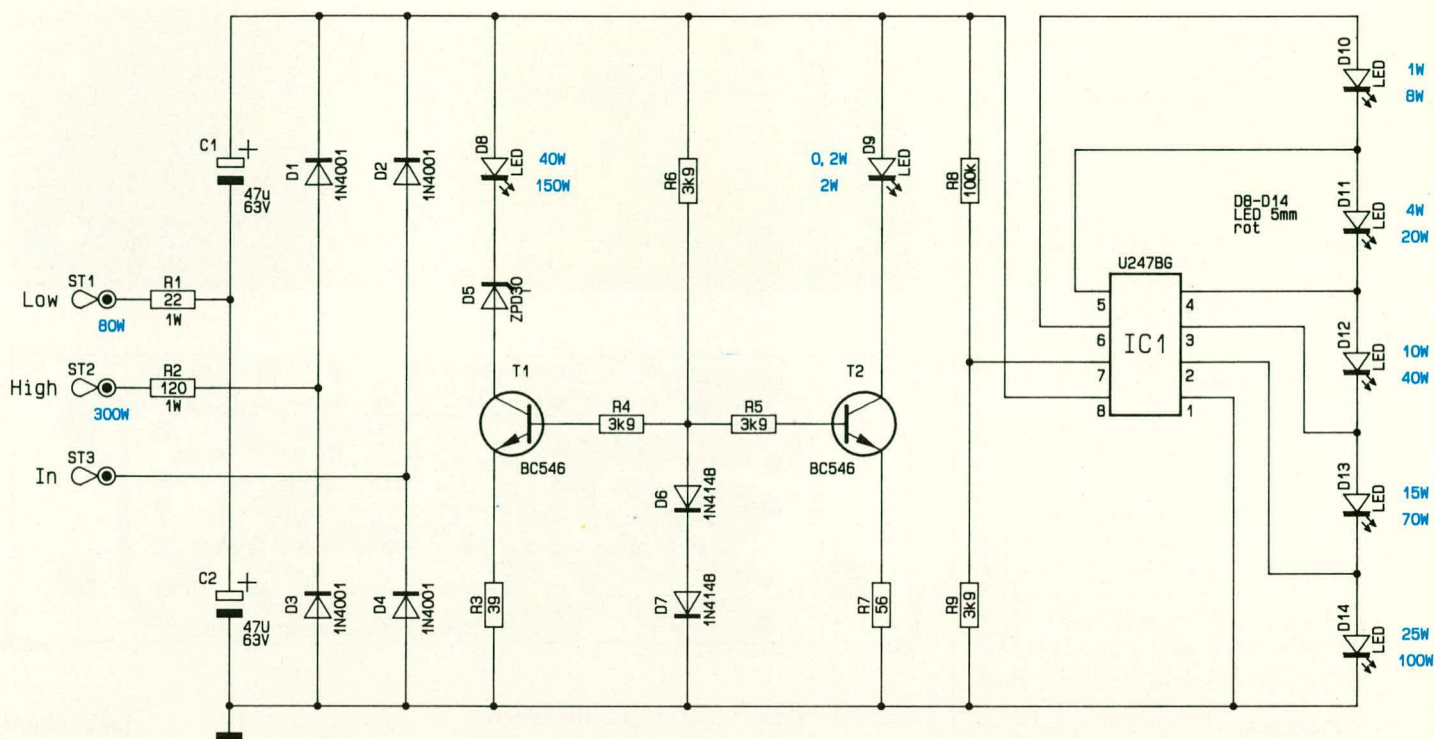 C1
+
47u
63V
D1
1N4001
D2
1N4001
D8
LED
40W
150W
R6
3k9
0,2W
2W
D9
LED
R8
100k
D10
LED
1W
8W
D8-D14
LED 5mm
rot
D11
LED
4W
20W
Low
ST1
80W
R1
22
1W
D5
ZPD30
U247BG
IC1
5
6
7
8
4
3
2
1
D12
LED
10W
40W
High
ST2
300W
R2
120
1W
T1
BC546
R4
3k9
R5
3k9
T2
BC546
In
ST3
D6
1N4148
D13
LED
15W
70W
C2
+
47U
63V
D3
1N4001
D4
1N4001
R3
39
D7
1N4148
R7
56
R9
3k9
D14
LED
25W
100W